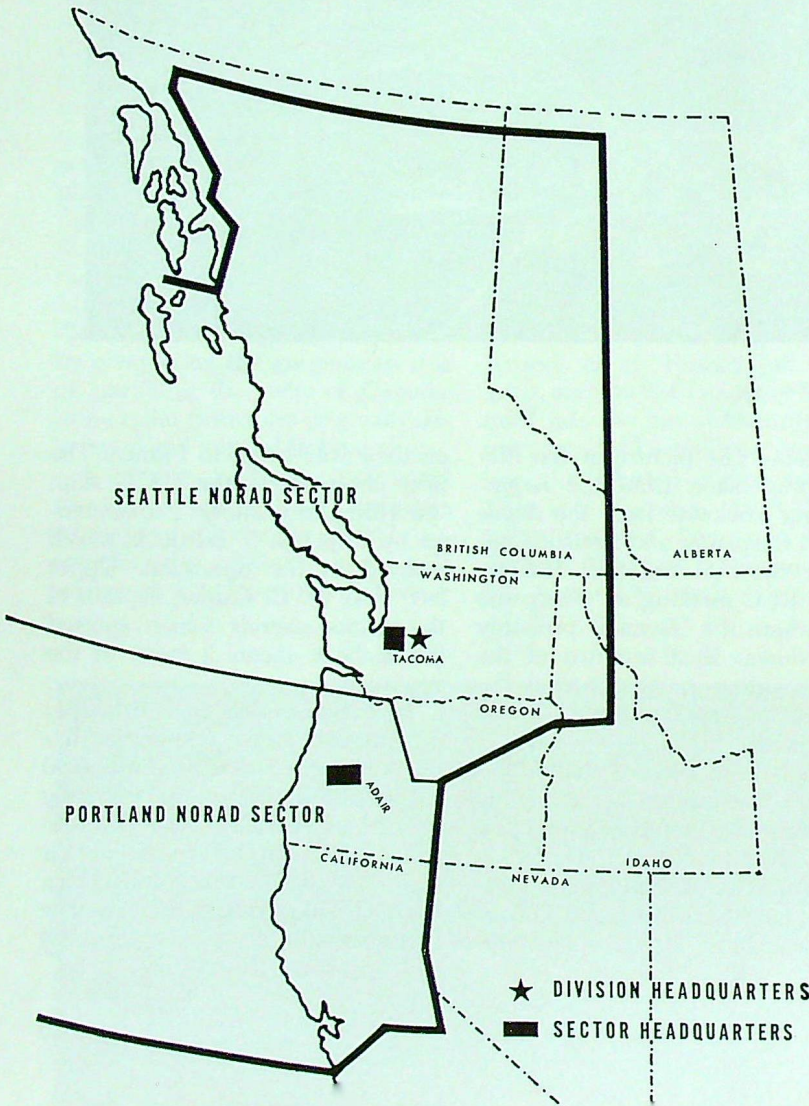 SEATTLE NORAD SECTOR
BRITISH COLUMBIA
ALBERTA
WASHINGTON
TACOMA
OREGON
ADAIR
PORTLAND NORAD SECTOR
CALIFORNIA
NEVADA
IDAHO
DIVISION HEADQUARTERS
SECTOR HEADQUARTERS